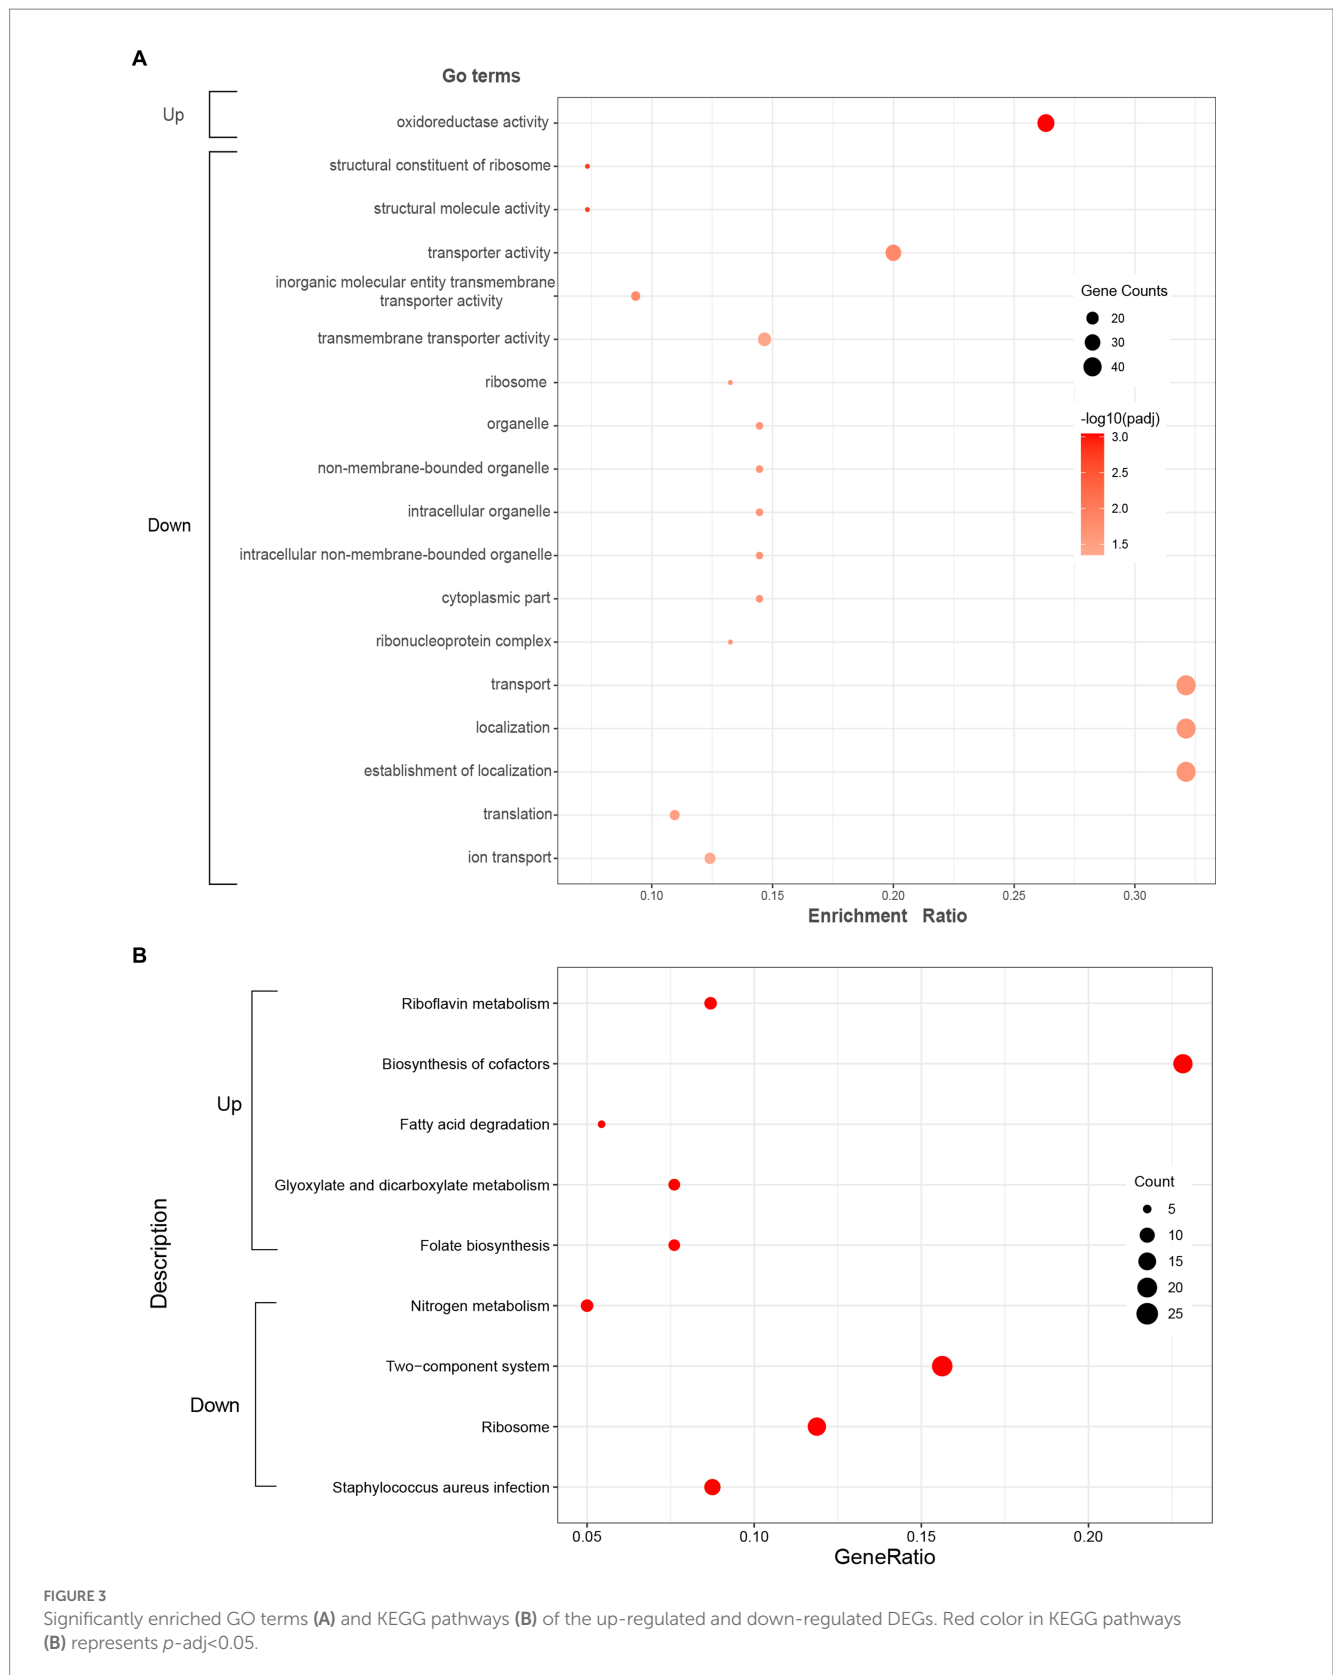 A
Go terms
Up
oxidoreductase activity
structural constituent of ribosome
structural molecule activity
transporter activity
inorganic molecular entity transmembrane
transporter activity
transmembrane transporter activity
ribosome
organelle
non-membrane-bounded organelle
intracellular organelle
intracellular non-membrane-bounded organelle
cytoplasmic part
ribonucleoprotein complex
transport
localization
establishment of localization
translation
ion transport
Down
Gene Counts
20
30
40
-log10(padj)
3.0
2.5
2.0
1.5
0.10 0.15 0.20 0.25 0.30
Enrichment Ratio
B
Description
Up
Riboflavin metabolism
Biosynthesis of cofactors
Fatty acid degradation
Glyoxylate and dicarboxylate metabolism
Folate biosynthesis
Down
Nitrogen metabolism
Two−component system
Ribosome
Staphylococcus aureus infection
Count
5
10
15
20
25
0.05 0.10 0.15 0.20
GeneRatio
FIGURE 3
Significantly enriched GO terms (A) and KEGG pathways (B) of the up-regulated and down-regulated DEGs. Red color in KEGG pathways
(B) represents p-adj<0.05.